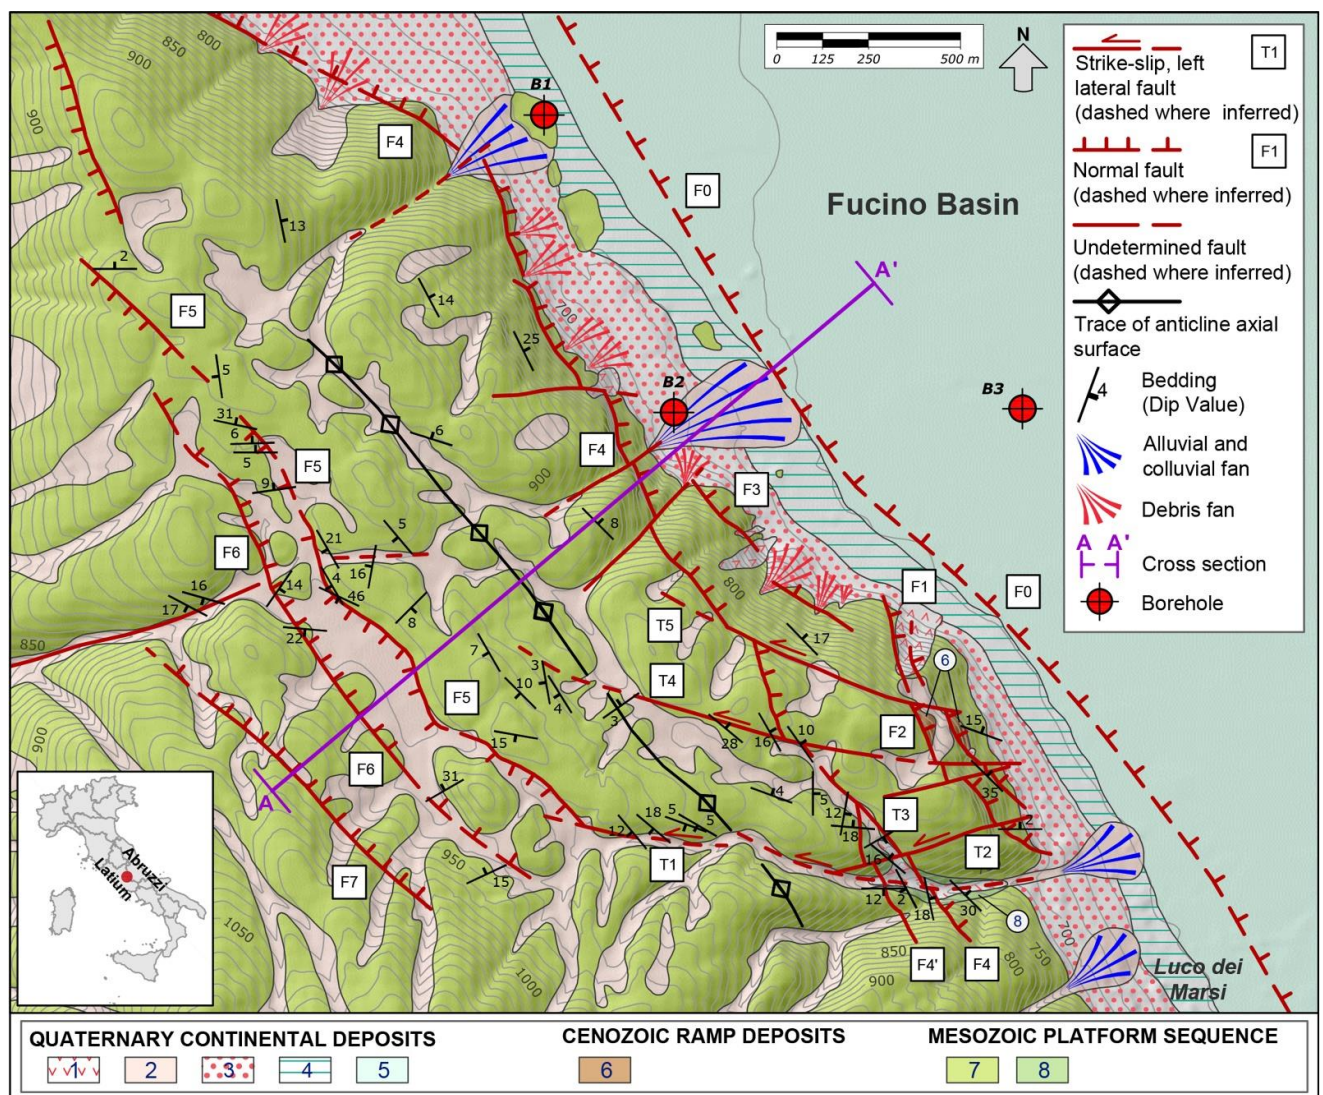 900
850
800
900
B1
F4
F0
13
2
F5
14
700
25
5
31
6
5
9
F5
6
900
F4
B2
F3
B3
A'
Fucino Basin
0 125 250 500 m
N
F6
16
17
14
21
4
16
46
5
8
22
8
850
800
T5
T4
17
F1
F0
6
7
3
10
4
3
F5
15
28
16
10
F2
15
35
900
A
F6
31
4
5
12
18
T3
2
T2
12
18
5
5
T1
16
950
15
F7
12
2
18
30
8
1050
1000
850
900
F4'
F4
800
750
700
Luco dei
Marsi
Abruzzi
Latium
Strike-slip, left
lateral fault
(dashed where inferred)
T1
Normal fault
(dashed where inferred)
F1
Undetermined fault
(dashed where inferred)
Trace of anticline axial
surface
4
Bedding
(Dip Value)
Alluvial and
colluvial fan
Debris fan
A A'
Cross section
Borehole
QUATERNARY CONTINENTAL DEPOSITS
1 2 3 4 5
CENOZOIC RAMP DEPOSITS
6
MESOZOIC PLATFORM SEQUENCE
7 8